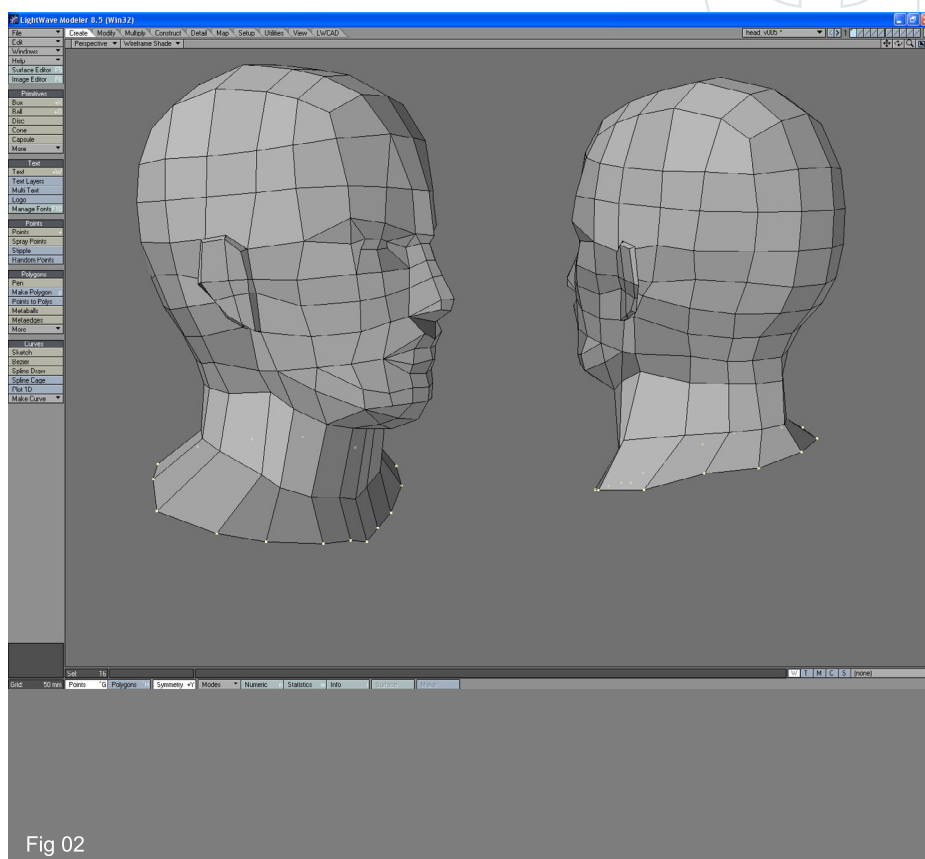 LightWave Modeler 8.5 (Win32)
File
Edit
Windows
Help
Surface Editor
Image Editor
Create Modify Multiply Construct Detail Map Setup Utilities View LWCAD
head_v005 * 1
Perspective Wireframe Shade
Primitives
Box
Ball
Disc
Cone
Capsule
More
Text
Text
Text Layers
Multi Text
Logo
Manage Fonts
Points
Points
Spray Points
Stipple
Random Points
Polygons
Pen
Make Polygon
Points to Polys
Metaballs
Metaedges
More
Curves
Sketch
Bezier
Spline Draw
Spline Cage
Plot 1D
Make Curve
Sel: 16
W T M C S (none)
Grid: 50 mm Points ^G Polygons Symmetry +Y Modes Numeric Statistics Info
Fig 02